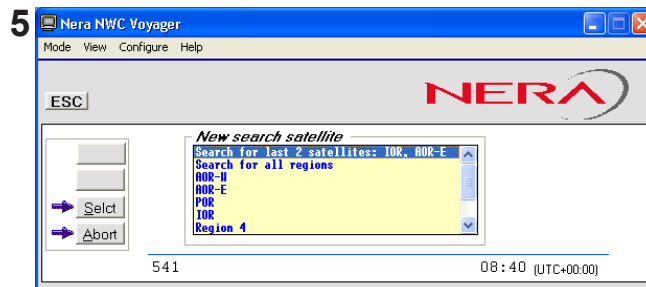 5
Nera NWC Voyager
Mode View Configure Help
ESC
NERA
New search satellite
Search for last 2 satellites: IOR, AOR-E
Search for all regions
AOR-W
AOR-E
POR
IOR
Region 4
Selct
Abort
541
08:40 (UTC+00:00)